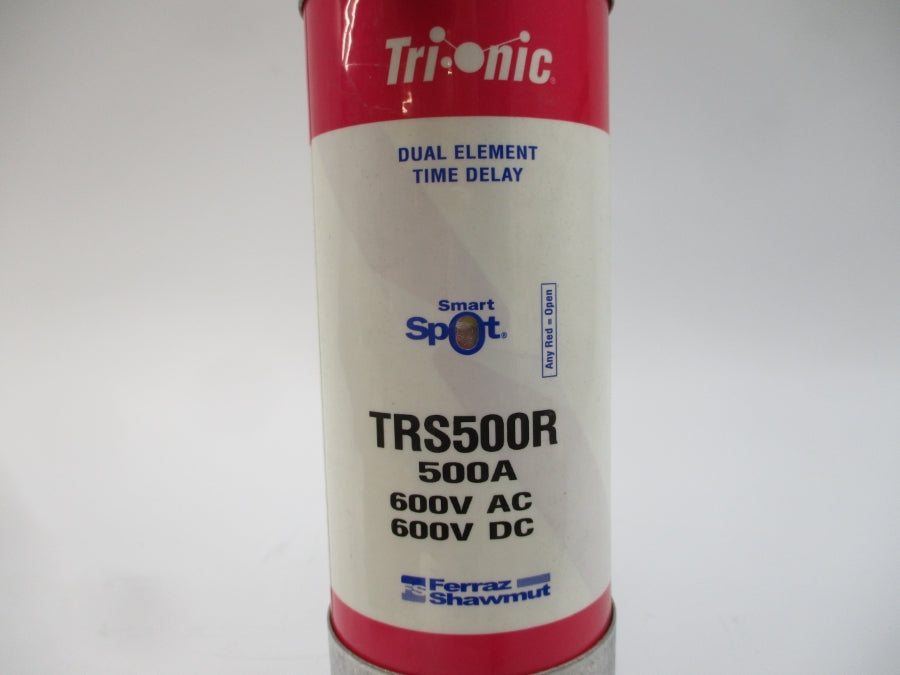 Tri-Onic®
DUAL ELEMENT
TIME DELAY
Smart
Spot®
Any Red = Open
TRS500R
500A
600V AC
600V DC
FS Ferraz
Shawmut